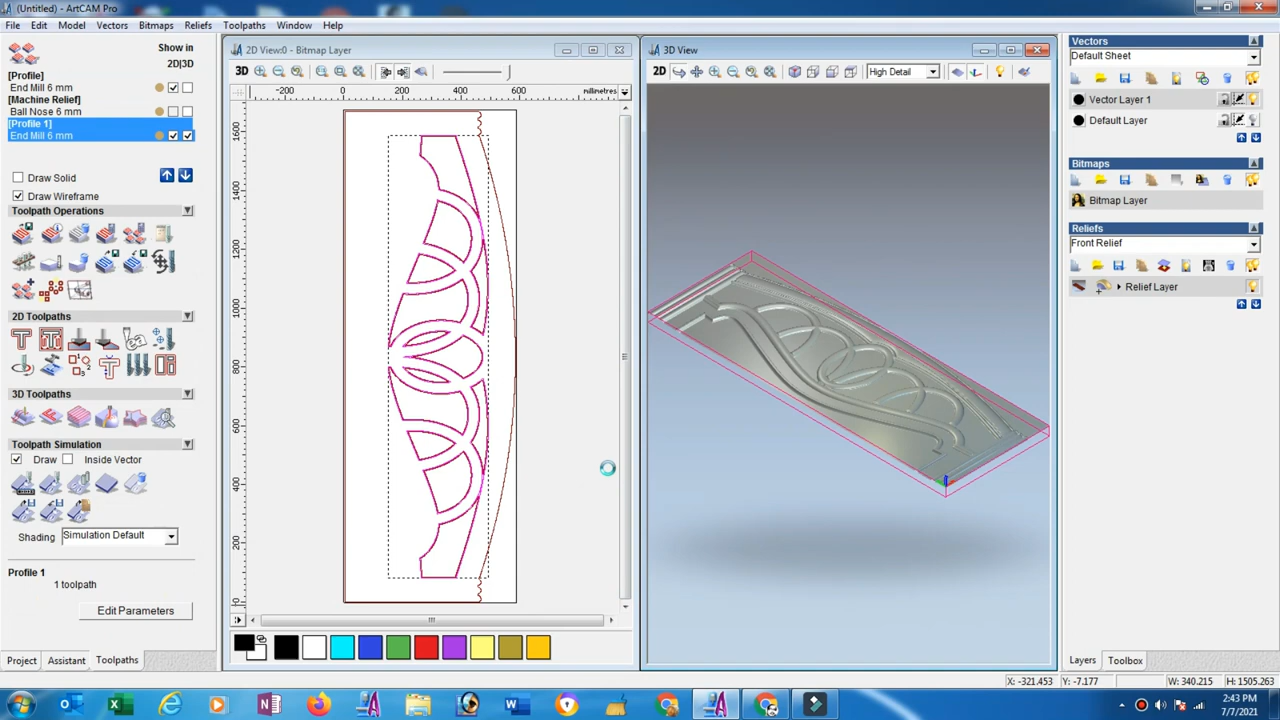 (Untitled) - ArtCAM Pro
File Edit Model Vectors Bitmaps Reliefs Toolpaths Window Help
Show in
2D|3D
[Profile]
End Mill 6 mm
[Machine Relief]
Ball Nose 6 mm
[Profile 1]
End Mill 6 mm
Draw Solid
Draw Wireframe
Toolpath Operations
2D Toolpaths
3D Toolpaths
Toolpath Simulation
Draw Inside Vector
Shading Simulation Default
Profile 1
1 toolpath
Edit Parameters
Project Assistant Toolpaths
2D View:0 - Bitmap Layer
3D
-200 0 200 400 600 millimetres
1600
1400
1200
1000
800
600
400
200
0
3D View
2D High Detail
Vectors
Default Sheet
Vector Layer 1
Default Layer
Bitmaps
Bitmap Layer
Reliefs
Front Relief
Relief Layer
Layers Toolbox
X: -321.453 Y: -7.177 W: 340.215 H: 1505.263
2:43 PM
7/7/2021